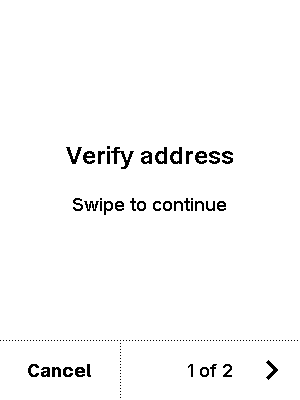 Verify address
Swipe to continue
Cancel
1 of 2